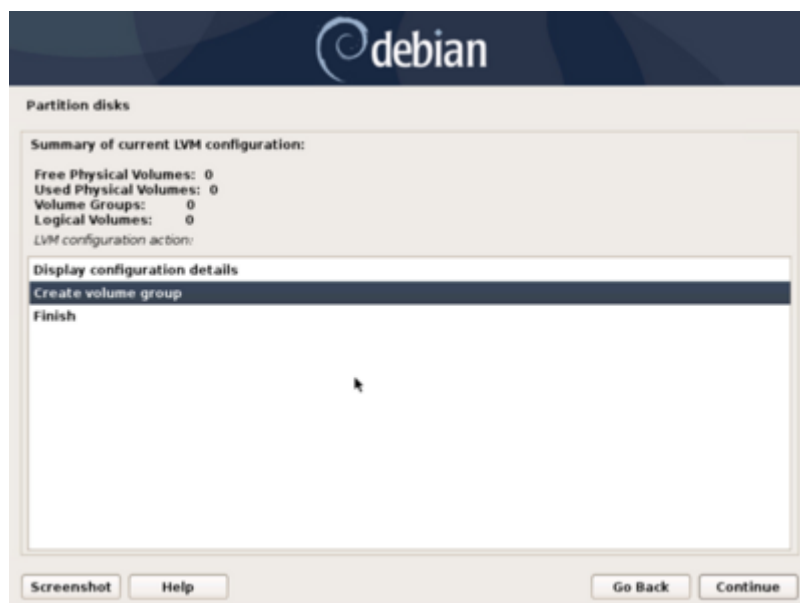 debian
Partition disks
Summary of current LVM configuration:
Free Physical Volumes: 0
Used Physical Volumes: 0
Volume Groups: 0
Logical Volumes: 0
LVM configuration action:
Display configuration details
Create volume group
Finish
Screenshot Help Go Back Continue